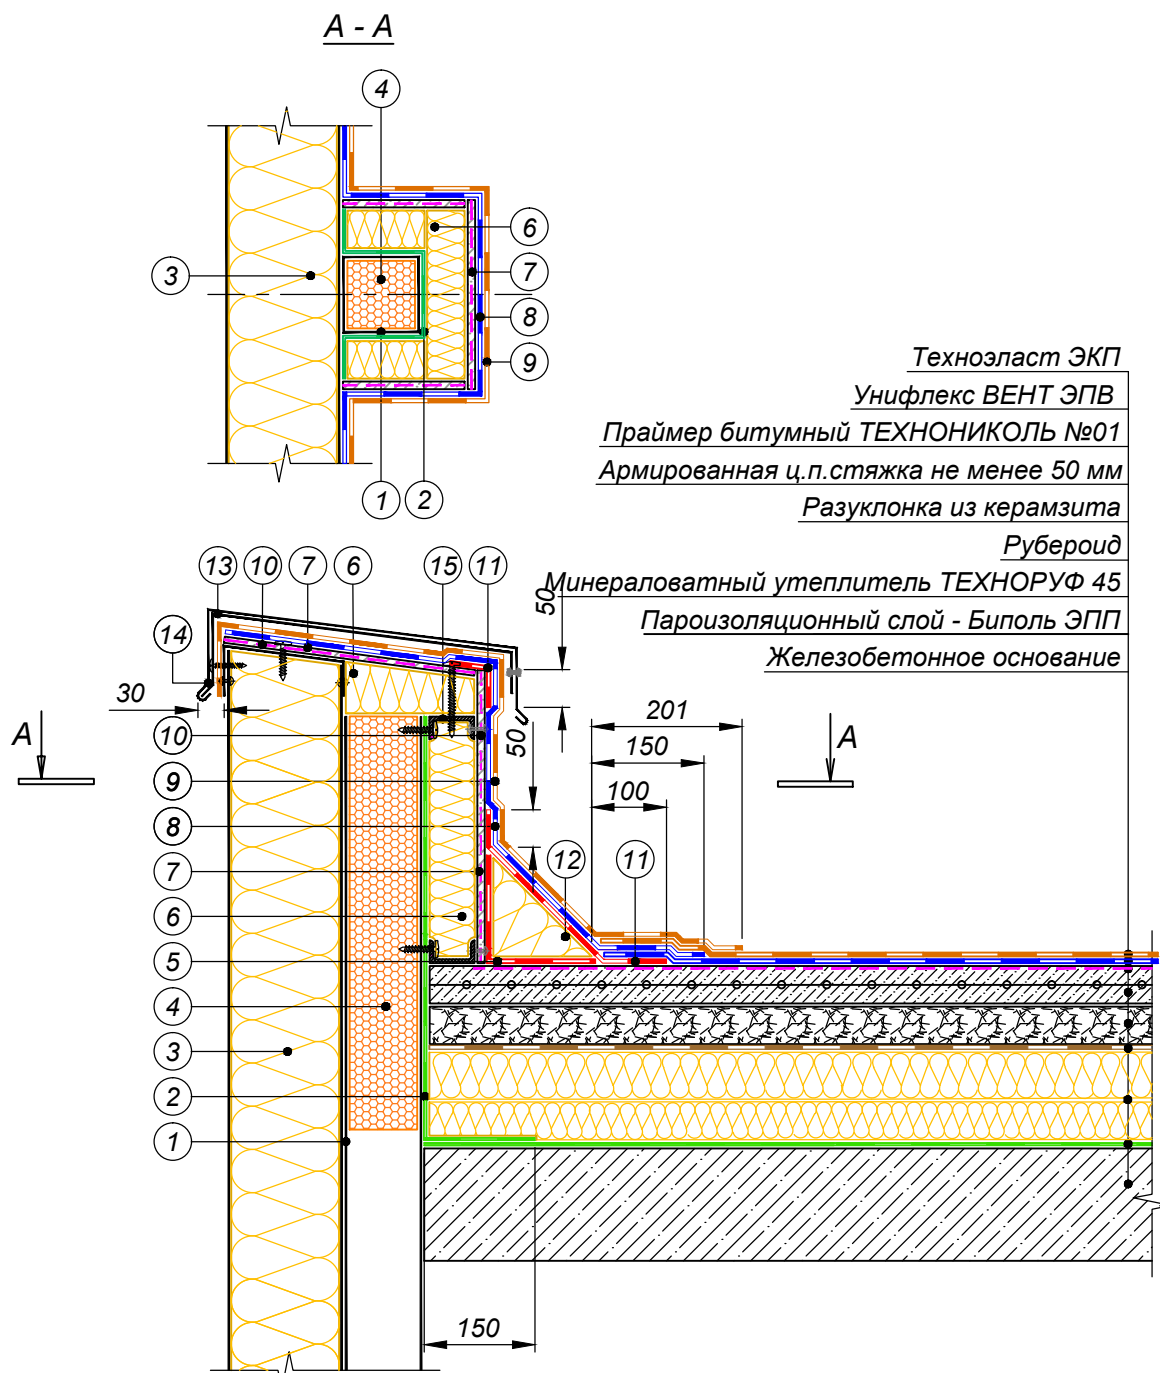 А - А
4
3
6
7
8
9
1
2
Техноэласт ЭКП
Унифлекс ВЕНТ ЭПВ
Праймер битумный ТЕХНОНИКОЛЬ №01
Армированная ц.п.стяжка не менее 50 мм
Разуклонка из керамзита
Рубероид
Минераловатный утеплитель ТЕХНОРУФ 45
Пароизоляционный слой - Биполь ЭПП
Железобетонное основание
13
10
7
6
15
11
50
14
30
А
10
50
201
150
100
А
9
8
7
12
11
6
5
4
3
2
1
150